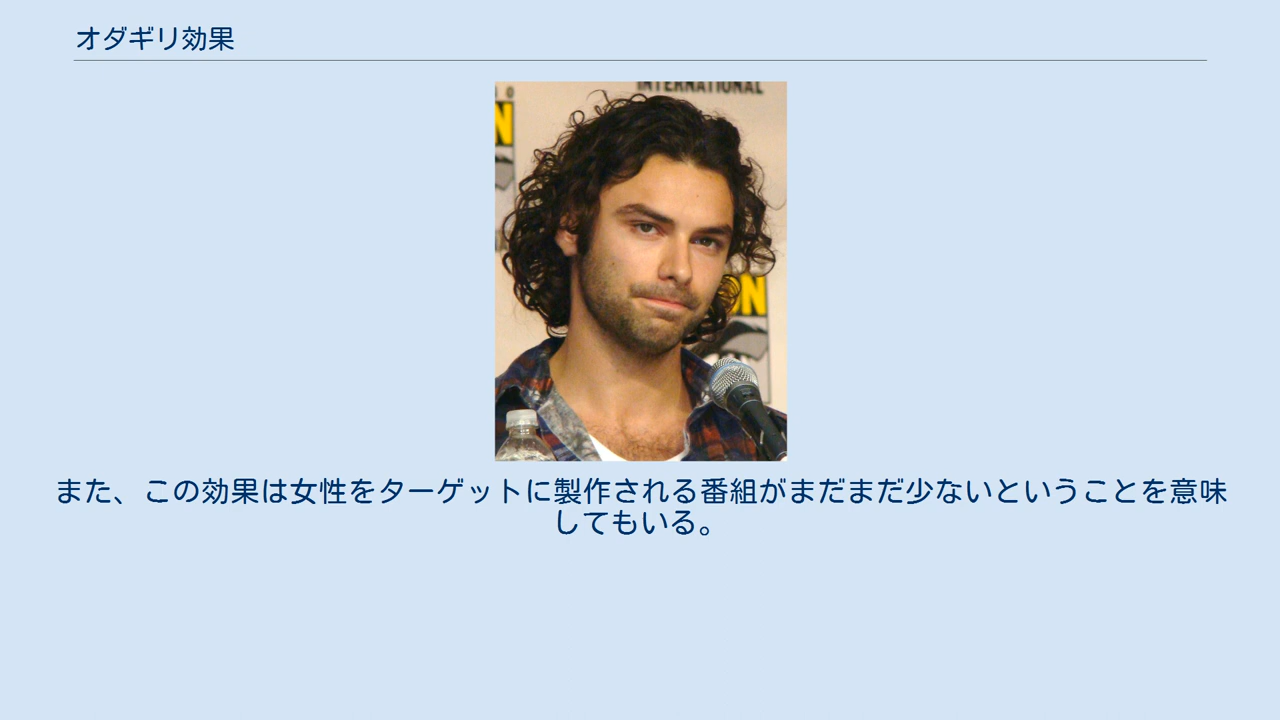 オダギリ効果
INTERNATIONAL
ON
また、この効果は女性をターゲットに製作される番組がまだまだ少ないということを意味
してもいる。